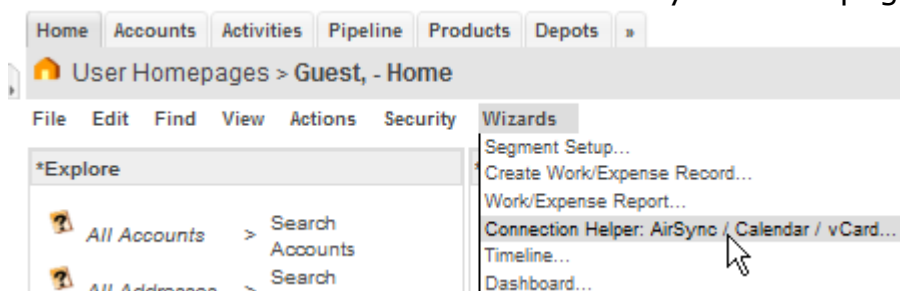 Home Accounts Activities Pipeline Products Depots »
User Homepages > Guest, - Home
File Edit Find View Actions Security Wizards
*Explore
Segment Setup...
Create Work/Expense Record...
Work/Expense Report...
Connection Helper: AirSync / Calendar / vCard...
Timeline...
Dashboard...
All Accounts > Search
Accounts
All Addresses > Search